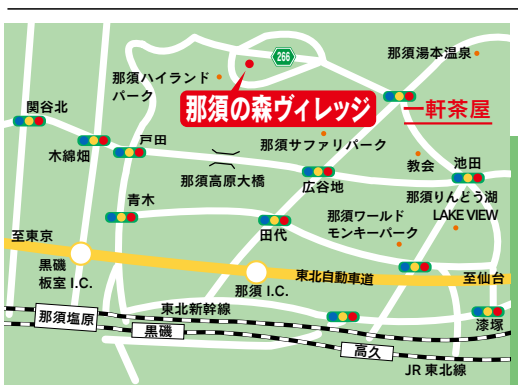 266
那須湯本温泉
那須ハイランド
パーク
那須の森ヴィレッジ
一軒茶屋
関谷北
木綿畑
戸田
那須サファリパーク
那須高原大橋
広谷地
教会
池田
青木
那須りんどう湖
LAKE VIEW
田代
那須ワールド
モンキーパーク
至東京
黒磯
板室 I.C.
那須 I.C.
東北自動車道
至仙台
東北新幹線
那須塩原
黒磯
漆塚
高久
JR 東北線